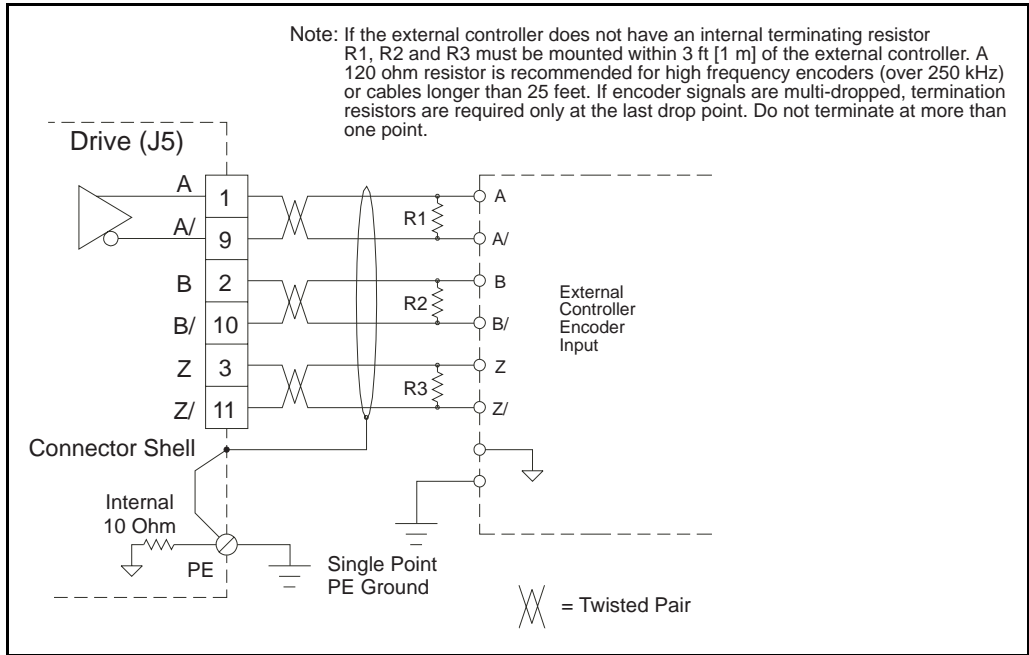 Note: If the external controller does not have an internal terminating resistor
R1, R2 and R3 must be mounted within 3 ft [1 m] of the external controller. A
120 ohm resistor is recommended for high frequency encoders (over 250 kHz)
or cables longer than 25 feet. If encoder signals are multi-dropped, termination
resistors are required only at the last drop point. Do not terminate at more than
one point.
Drive (J5)
A 1 R1 A
A/ 9 A/
B 2 R2 B
B/ 10 B/
Z 3 R3 Z
Z/ 11 Z/
External
Controller
Encoder
Input
Connector Shell
Internal
10 Ohm
PE
Single Point
PE Ground
= Twisted Pair